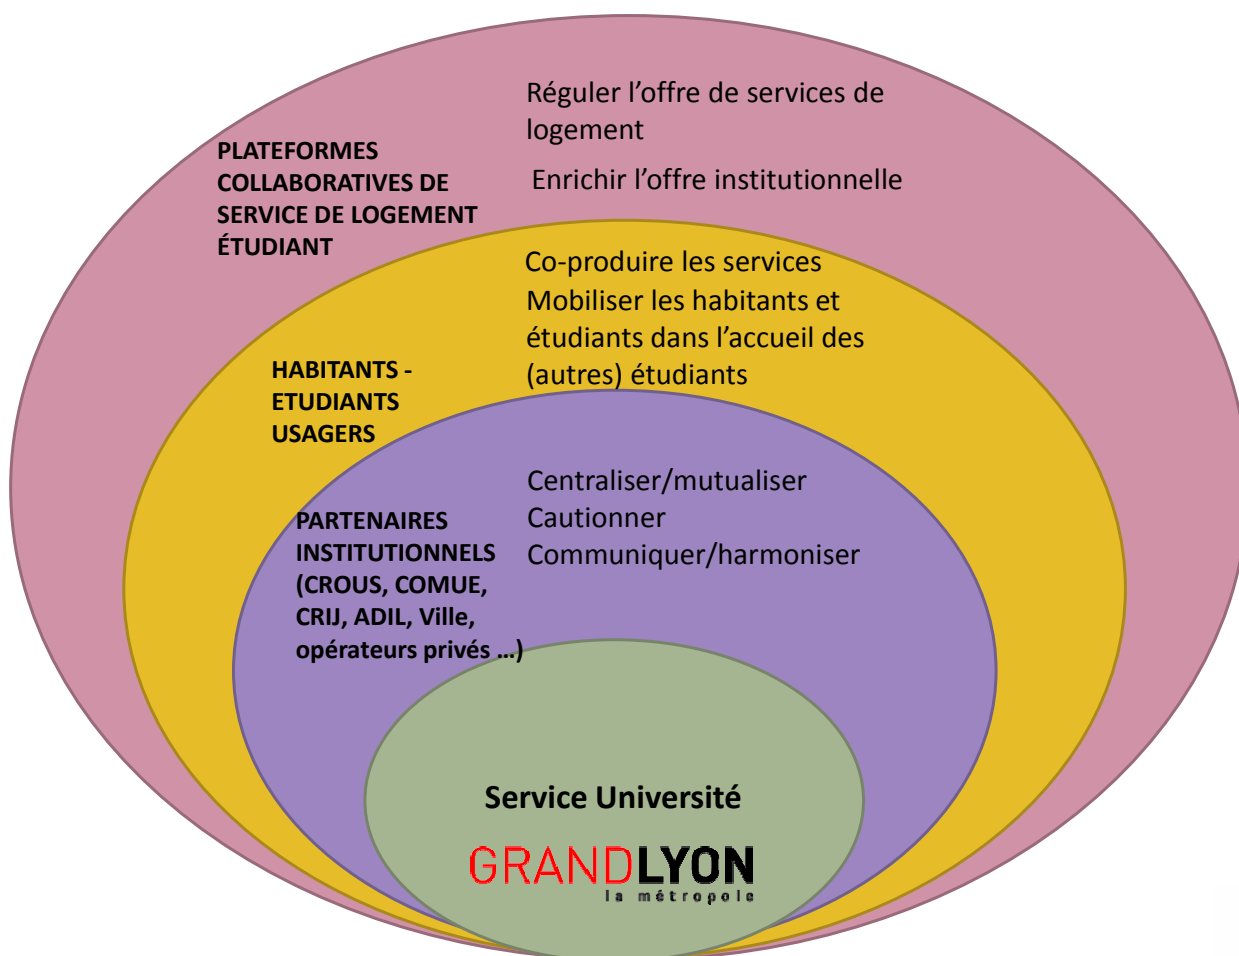 Réguler l’offre de services de
logement
Enrichir l’offre institutionnelle
PLATEFORMES
COLLABORATIVES DE
SERVICE DE LOGEMENT
ÉTUDIANT
Co-produire les services
Mobiliser les habitants et
étudiants dans l’accueil des
(autres) étudiants
HABITANTS -
ETUDIANTS
USAGERS
Centraliser/mutualiser
Cautionner
Communiquer/harmoniser
PARTENAIRES
INSTITUTIONNELS
(CROUS, COMUE,
CRIJ, ADIL, Ville,
opérateurs privés …)
Service Université
GRANDLYON
la métropole